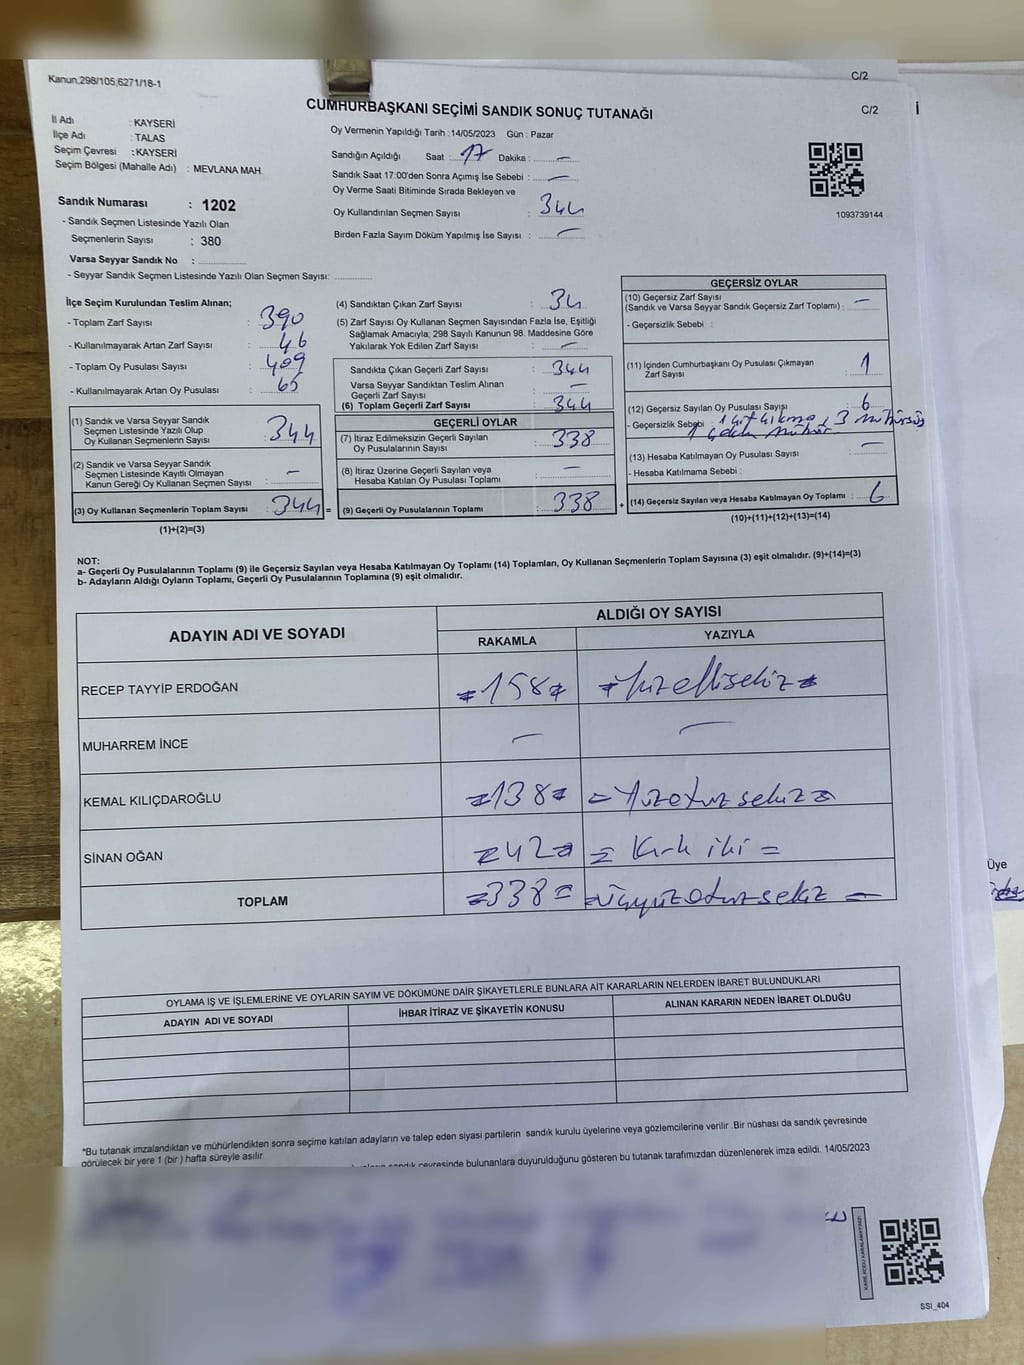 Kanun;298/105;6271/18-1
C/2
C/2
CUMHURBAŞKANI SEÇİMİ SANDIK SONUÇ TUTANAĞI
İl Adı : KAYSERİ
İlçe Adı : TALAS
Seçim Çevresi : KAYSERİ
Seçim Bölgesi (Mahalle Adı) : MEVLANA MAH.
Sandık Numarası : 1202
- Sandık Seçmen Listesinde Yazılı Olan
Seçmenlerin Sayısı : 380
Varsa Seyyar Sandık No :
- Seyyar Sandık Seçmen Listesinde Yazılı Olan Seçmen Sayısı:
Oy Vermenin Yapıldığı Tarih : 14/05/2023 Gün : Pazar
Sandığın Açıldığı Saat : 17 Dakika : —
Sandık Saat 17:00'den Sonra Açımış İse Sebebi : —
Oy Verme Saati Bitiminde Sırada Bekleyen ve
Oy Kullandırılan Seçmen Sayısı : 344
Birden Fazla Sayım Döküm Yapılmış İse Sayısı : —
1093739144
İlçe Seçim Kurulundan Teslim Alınan;
- Toplam Zarf Sayısı : 390
- Kullanılmayarak Artan Zarf Sayısı : 46
- Toplam Oy Pusulası Sayısı : 409
- Kullanılmayarak Artan Oy Pusulası : 65
(1) Sandık ve Varsa Seyyar Sandık
Seçmen Listesinde Yazılı Olup
Oy Kullanan Seçmenlerin Sayısı : 344
(2) Sandık ve Varsa Seyyar Sandık
Seçmen Listesinde Kayıtlı Olmayan
Kanun Gereği Oy Kullanan Seçmen Sayısı : —
(3) Oy Kullanan Seçmenlerin Toplam Sayısı : 344 =
(1)+(2)=(3)
(4) Sandıktan Çıkan Zarf Sayısı : 34
(5) Zarf Sayısı Oy Kullanan Seçmen Sayısından Fazla İse, Eşitliği
Sağlamak Amacıyla; 298 Sayılı Kanunun 98. Maddesine Göre
Yakılarak Yok Edilen Zarf Sayısı : —
Sandıkta Çıkan Geçerli Zarf Sayısı : 344
Varsa Seyyar Sandıktan Teslim Alınan
Geçerli Zarf Sayısı : —
(6) Toplam Geçerli Zarf Sayısı : 344
GEÇERLİ OYLAR
(7) İtiraz Edilmeksizin Geçerli Sayılan
Oy Pusulalarının Sayısı : 338
(8) İtiraz Üzerine Geçerli Sayılan veya
Hesaba Katılan Oy Pusulası Toplamı : —
(9) Geçerli Oy Pusulalarının Toplamı : 338 +
GEÇERSİZ OYLAR
(10) Geçersiz Zarf Sayısı
(Sandık ve Varsa Seyyar Sandık Geçersiz Zarf Toplamı) : —
- Geçersizlik Sebebi :
(11) İçinden Cumhurbaşkanı Oy Pusulası Çıkmayan
Zarf Sayısı : 1
(12) Geçersiz Sayılan Oy Pusulası Sayısı : 6
- Geçersizlik Sebebi : 1 çift çıkma, 3 mühürsüz
(13) Hesaba Katılmayan Oy Pusulası Sayısı : —
- Hesaba Katılmama Sebebi :
(14) Geçersiz Sayılan veya Hesaba Katılmayan Oy Toplamı : 6
(10)+(11)+(12)+(13)=(14)
NOT:
a- Geçerli Oy Pusulalarının Toplamı (9) ile Geçersiz Sayılan veya Hesaba Katılmayan Oy Toplamı (14) Toplamları, Oy Kullanan Seçmenlerin Toplam Sayısına (3) eşit olmalıdır. (9)+(14)=(3)
b- Adayların Aldığı Oyların Toplamı, Geçerli Oy Pusulalarının Toplamına (9) eşit olmalıdır.
ADAYIN ADI VE SOYADI
ALDIĞI OY SAYISI
RAKAMLA YAZIYLA
RECEP TAYYİP ERDOĞAN =158= =Yüzellisekiz=
MUHARREM İNCE — —
KEMAL KILIÇDAROĞLU =138= =Yüzotuzsekiz=
SİNAN OĞAN =42= = Kırk iki =
TOPLAM =338= =üçyüzotuzsekiz —
Üye
OYLAMA İŞ VE İŞLEMLERİNE VE OYLARIN SAYIM VE DÖKÜMÜNE DAİR ŞİKAYETLERLE BUNLARA AİT KARARLARIN NELERDEN İBARET BULUNDUKLARI
ADAYIN ADI VE SOYADI İHBAR İTİRAZ VE ŞİKAYETİN KONUSU ALINAN KARARIN NEDEN İBARET OLDUĞU
*Bu tutanak imzalandıktan ve mühürlendikten sonra seçime katılan adayların ve talep eden siyasi partilerin sandık kurulu üyelerine veya gözlemcilerine verilir .Bir nüshası da sandık çevresinde
görülecek bir yere 1 (bir ) hafta süreyle asılır.
sandık çevresinde bulunanlara duyurulduğunu gösteren bu tutanak tarafımızdan düzenlenerek imza edildi. 14/05/2023
SSI_404